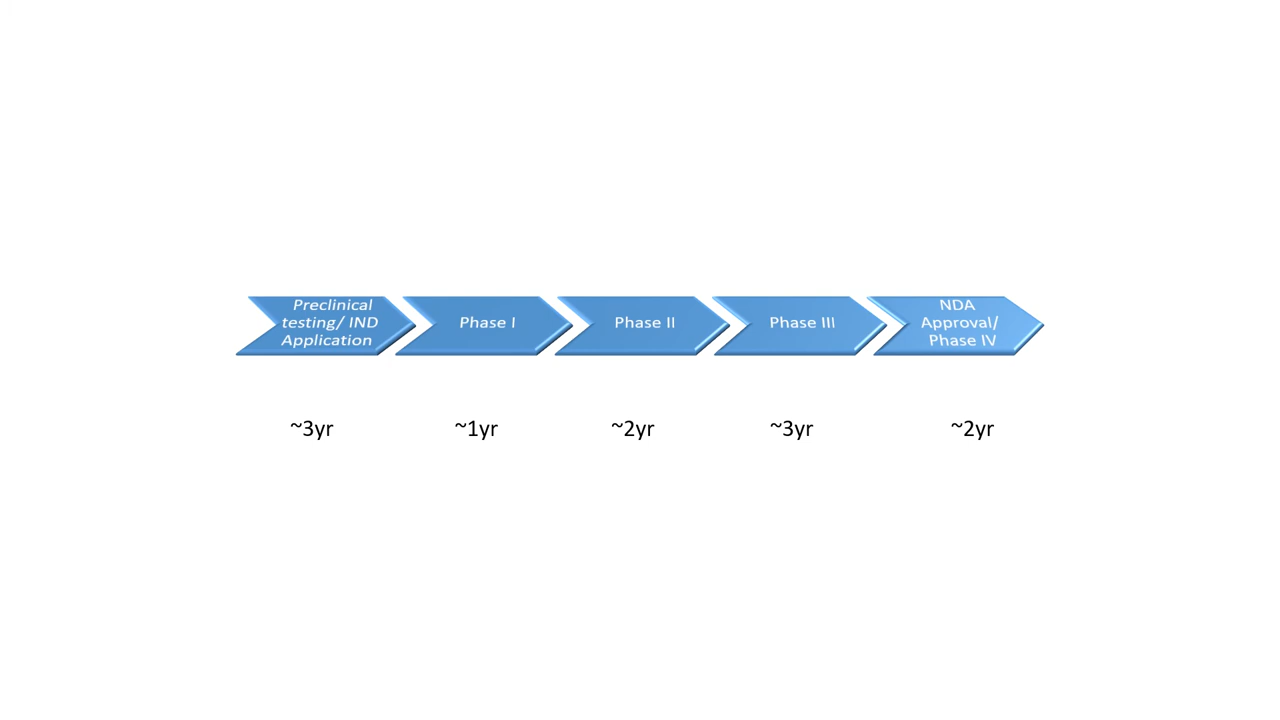 Preclinical
testing/ IND
Application
Phase I
Phase II
Phase III
NDA
Approval/
Phase IV
~3yr
~1yr
~2yr
~3yr
~2yr